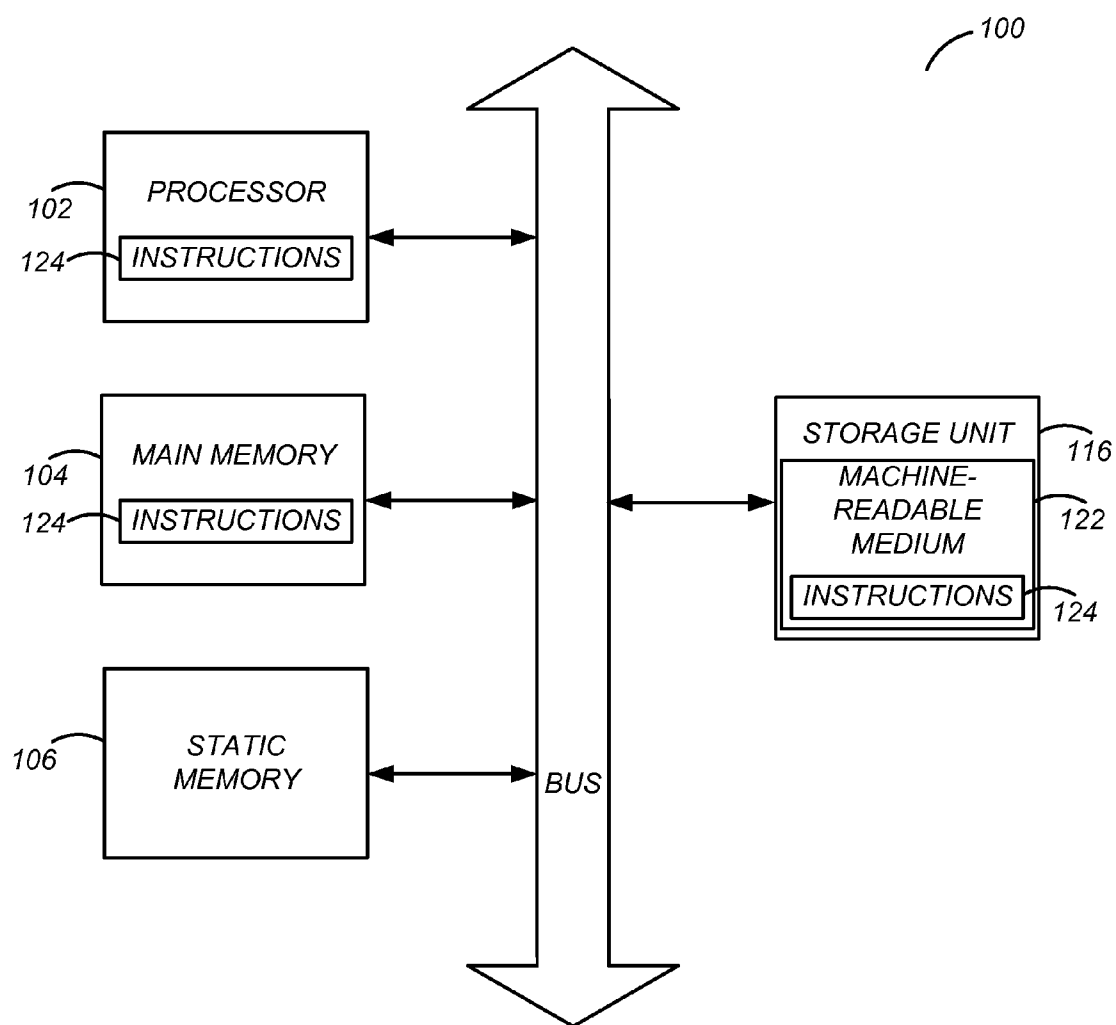 100
PROCESSOR
102
124
INSTRUCTIONS
MAIN MEMORY
104
124
INSTRUCTIONS
STORAGE UNIT
116
MACHINE-
READABLE
MEDIUM
122
INSTRUCTIONS
124
STATIC
MEMORY
106
BUS